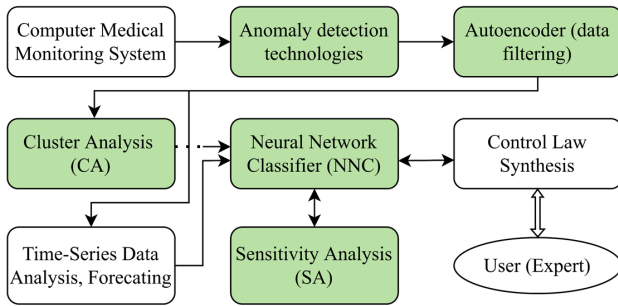 Computer Medical
Monitoring System
Anomaly detection
technologies
Autoencoder (data
filtering)
Cluster Analysis
(CA)
Neural Network
Classifier (NNC)
Control Law
Synthesis
Time-Series Data
Analysis, Forecating
Sensitivity Analysis
(SA)
User (Expert)